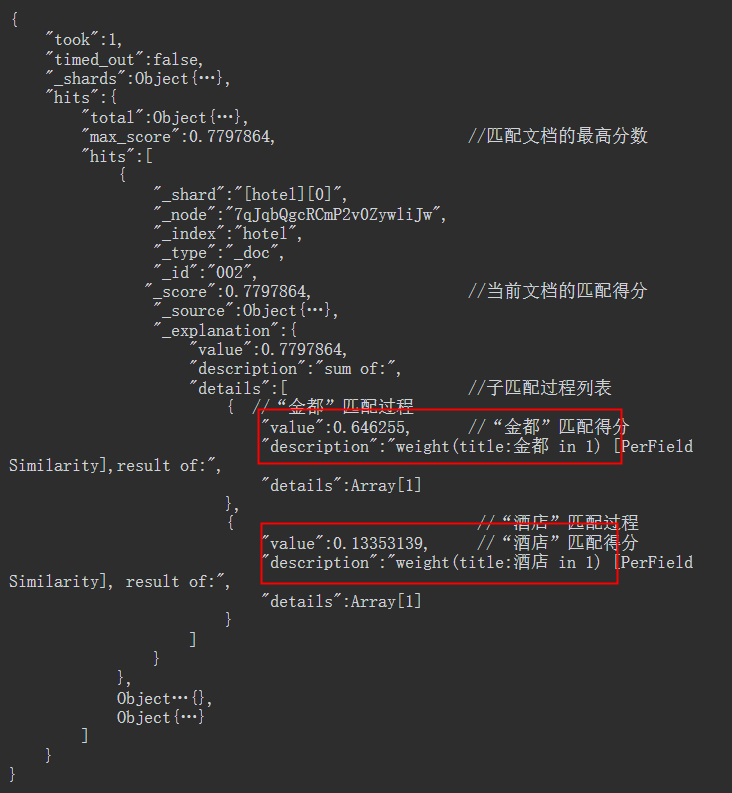 {
"took":1,
"timed_out":false,
"_shards":Object{…},
"hits":{
"total":Object{…},
"max_score":0.7797864, //匹配文档的最高分数
"hits":[
{
"_shard":"[hotel][0]",
"_node":"7qJqbQgcRCmP2v0ZywliJw",
"_index":"hotel",
"_type":"_doc",
"_id":"002",
"_score":0.7797864, //当前文档的匹配得分
"_source":Object{…},
"_explanation":{
"value":0.7797864,
"description":"sum of:",
"details":[ //子匹配过程列表
{ //“金都”匹配过程
"value":0.646255, //“金都”匹配得分
"description":"weight(title:金都 in 1) [PerField
Similarity],result of:",
"details":Array[1]
},
{ //“酒店”匹配过程
"value":0.13353139, //“酒店”匹配得分
"description":"weight(title:酒店 in 1) [PerField
Similarity], result of:",
"details":Array[1]
}
]
}
},
Object…{},
Object{…}
]
}
}